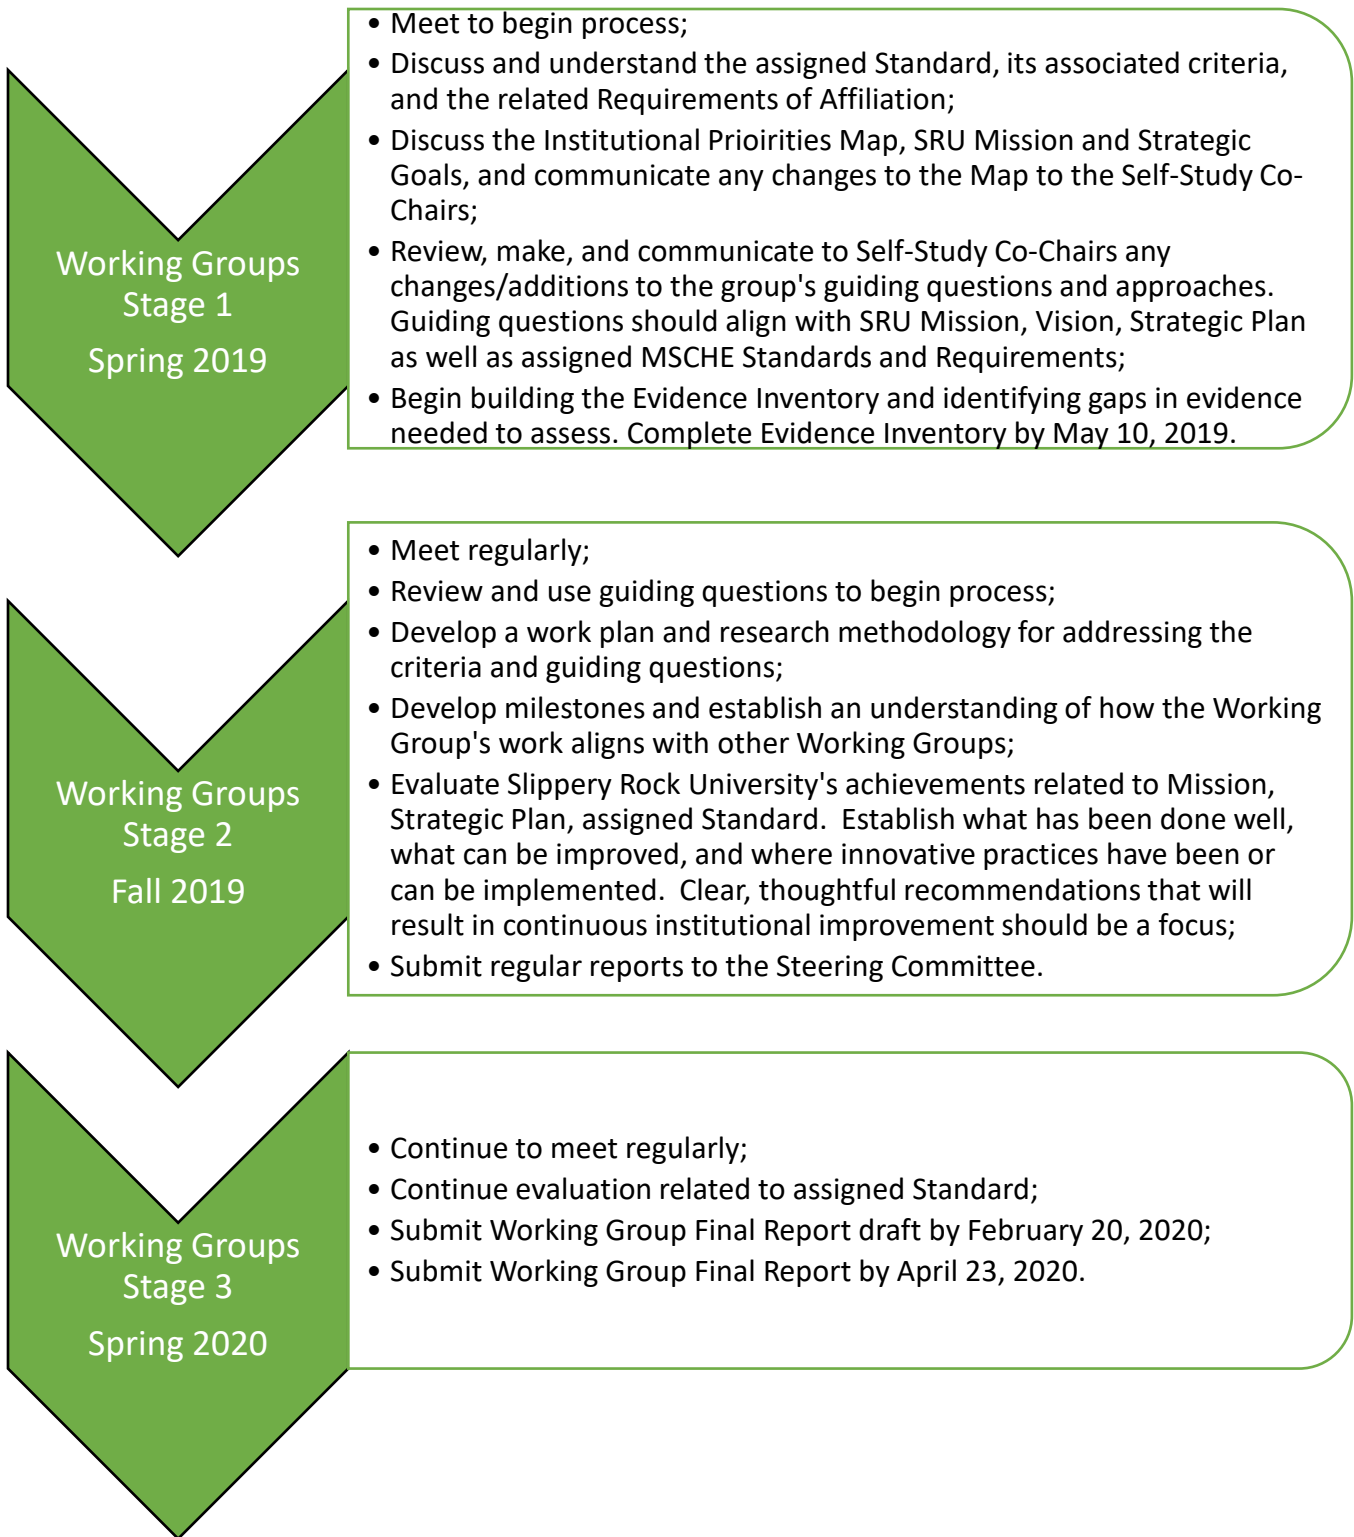 Working Groups
Stage 1
Spring 2019
• Meet to begin process;
• Discuss and understand the assigned Standard, its associated criteria,
and the related Requirements of Affiliation;
• Discuss the Institutional Prioirities Map, SRU Mission and Strategic
Goals, and communicate any changes to the Map to the Self-Study Co-
Chairs;
• Review, make, and communicate to Self-Study Co-Chairs any
changes/additions to the group's guiding questions and approaches.
Guiding questions should align with SRU Mission, Vision, Strategic Plan
as well as assigned MSCHE Standards and Requirements;
• Begin building the Evidence Inventory and identifying gaps in evidence
needed to assess. Complete Evidence Inventory by May 10, 2019.
Working Groups
Stage 2
Fall 2019
• Meet regularly;
• Review and use guiding questions to begin process;
• Develop a work plan and research methodology for addressing the
criteria and guiding questions;
• Develop milestones and establish an understanding of how the Working
Group's work aligns with other Working Groups;
• Evaluate Slippery Rock University's achievements related to Mission,
Strategic Plan, assigned Standard.  Establish what has been done well,
what can be improved, and where innovative practices have been or
can be implemented.  Clear, thoughtful recommendations that will
result in continuous institutional improvement should be a focus;
• Submit regular reports to the Steering Committee.
Working Groups
Stage 3
Spring 2020
• Continue to meet regularly;
• Continue evaluation related to assigned Standard;
• Submit Working Group Final Report draft by February 20, 2020;
• Submit Working Group Final Report by April 23, 2020.